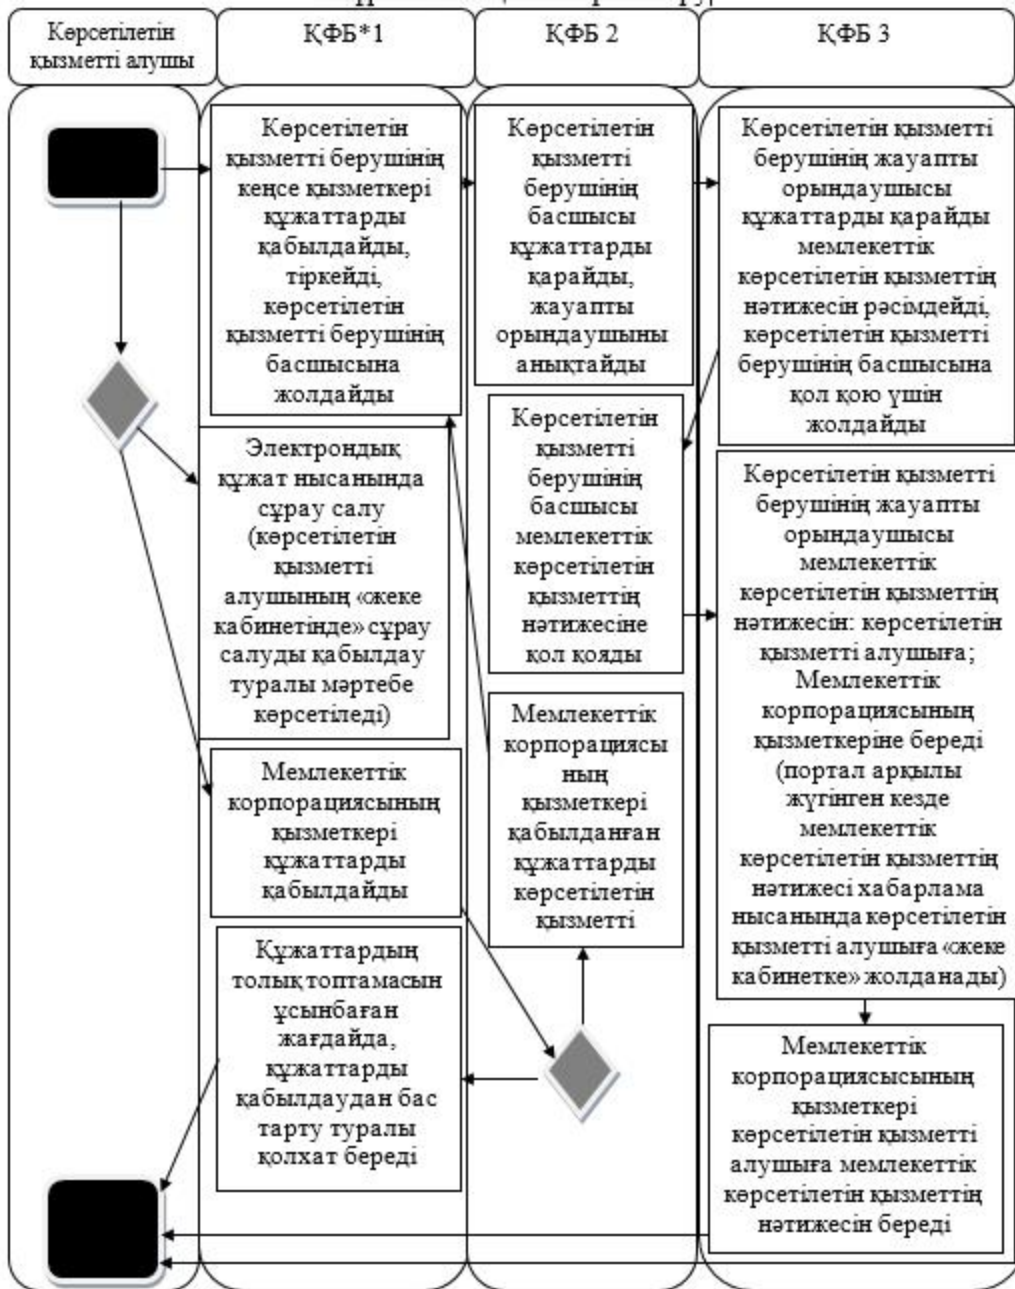 Көрсетілетін
қызметті алушы
ҚФБ*1
ҚФБ 2
ҚФБ 3
Көрсетілетін
қызметті берушінің
кеңсе қызметкері
құжаттарды
қабылдайды,
тіркейді,
көрсетілетін
қызметті берушінің
басшысына
жолдайды
Көрсетілетін
қызметті
берушінің
басшысы
құжаттарды
қарайды,
жауапты
орындаушыны
анықтайды
Көрсетілетін қызметті
берушінің жауапты
орындаушысы
құжаттарды қарайды
мемлекеттік
көрсетілетін қызметтің
нәтижесін рәсімдейді,
көрсетілетін қызметті
берушінің басшысына
қол қою үшін
жолдайды
Электрондық
құжат нысанында
сұрау салу
(көрсетілетін
қызметті
алушының «жеке
кабинетінде» сұрау
салуды қабылдау
туралы мәртебе
көрсетіледі)
Көрсетілетін
қызметті
берушінің
басшысы
мемлекеттік
көрсетілетін
қызметтің
нәтижесіне
қол қояды
Көрсетілетін қызметті
берушінің жауапты
орындаушысы
мемлекеттік
көрсетілетін қызметтің
нәтижесін: көрсетілетін
қызметті алушыға;
Мемлекеттік
корпорациясының
қызметкеріне береді
(портал арқылы
жүгінген кезде
мемлекеттік
көрсетілетін қызметтің
нәтижесі хабарлама
нысанында көрсетілетін
қызметті алушыға «жеке
кабинетке» жолданады)
Мемлекеттік
корпорациясының
қызметкері
құжаттарды
қабылдайды
Мемлекеттік
корпорациясы
ның
қызметкері
қабылданған
құжаттарды
көрсетілетін
қызметті
Құжаттардың
толық топтамасын
ұсынбаған
жағдайда,
құжаттарды
қабылдаудан бас
тарту туралы
қолхат береді
Мемлекеттік
корпорациясысының
қызметкері
көрсетілетін қызметті
алушыға мемлекеттік
көрсетілетін қызметтің
нәтижесін береді